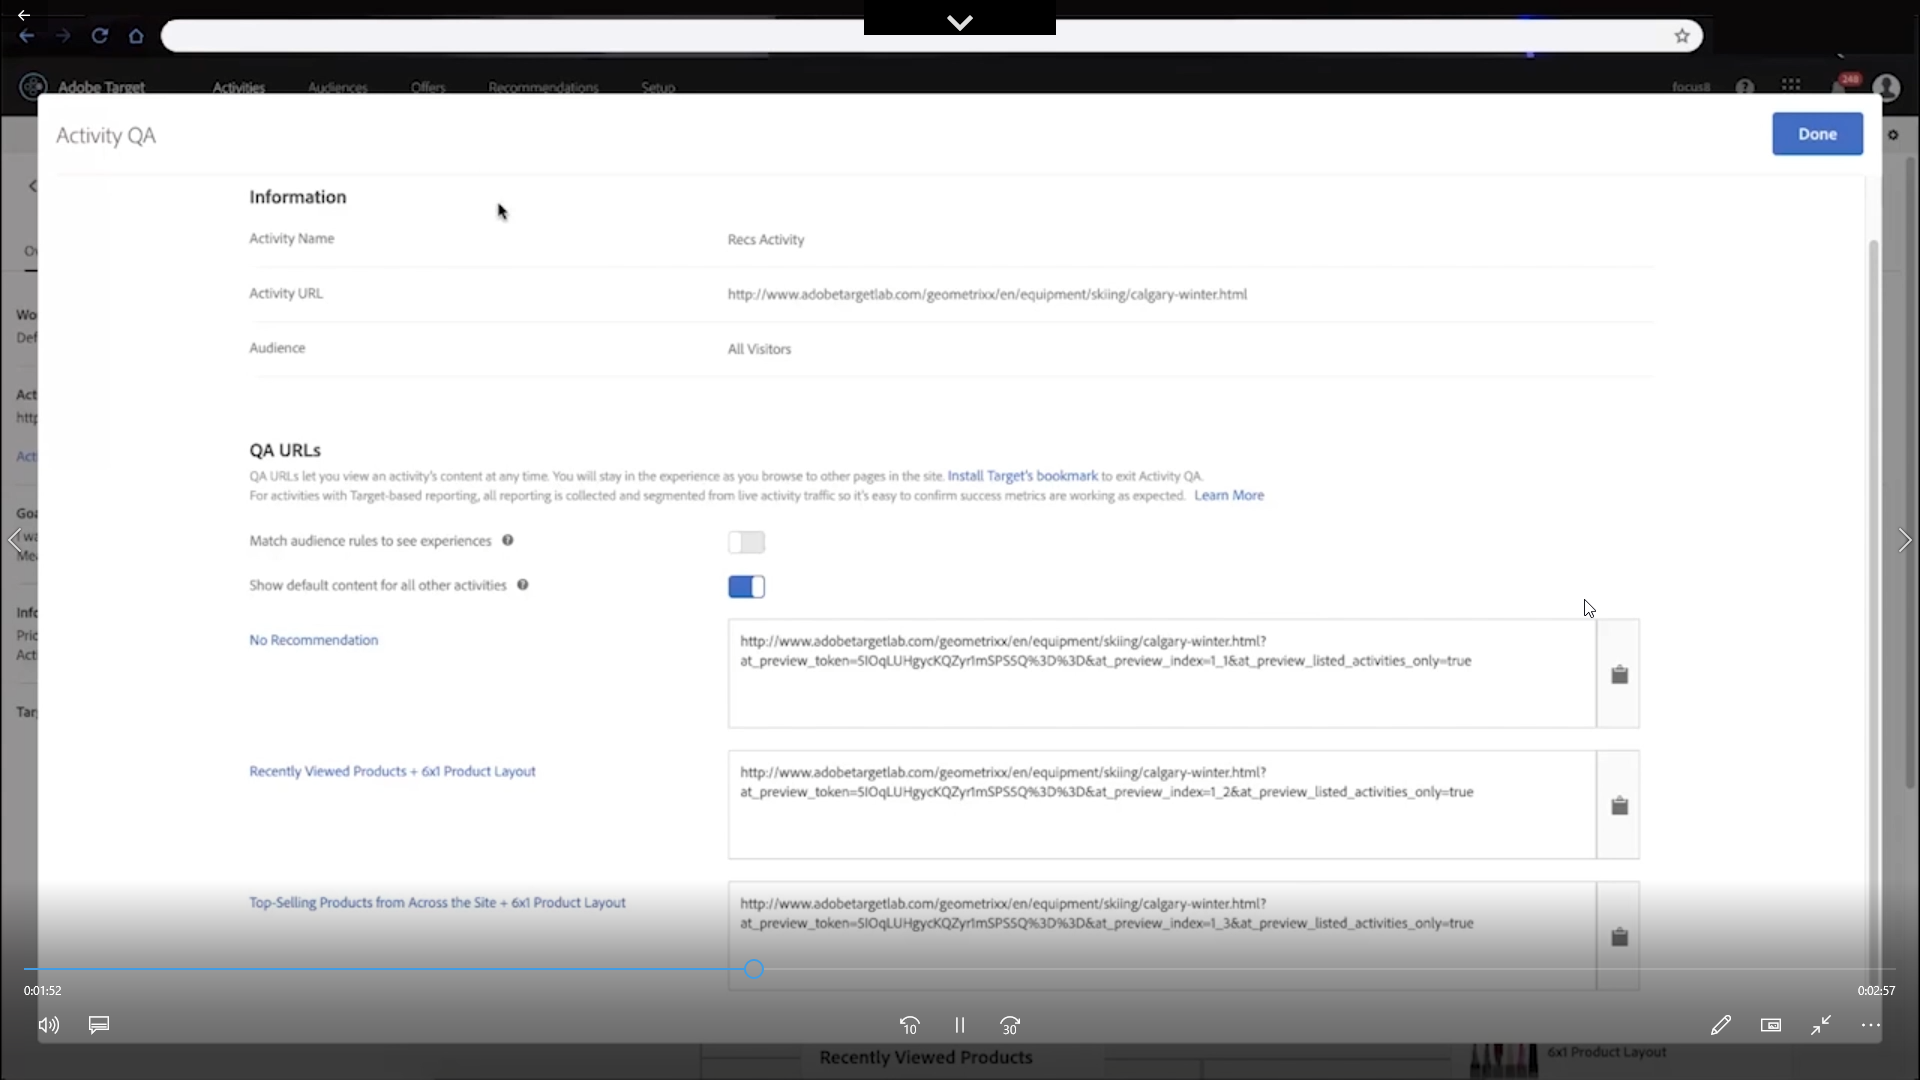 Adobe Target
Activities
Audiences
Offers
Recommendations
Setup
focus8
248
Activity QA
Done
Information
Activity Name
Recs Activity
Activity URL
http://www.adobetargetlab.com/geometrixx/en/equipment/skiing/calgary-winter.html
Audience
All Visitors
QA URLs
QA URLs let you view an activity's content at any time. You will stay in the experience as you browse to other pages in the site. Install Target's bookmark to exit Activity QA.
For activities with Target-based reporting, all reporting is collected and segmented from live activity traffic so it's easy to confirm success metrics are working as expected. Learn More
Match audience rules to see experiences
Show default content for all other activities
No Recommendation
http://www.adobetargetlab.com/geometrixx/en/equipment/skiing/calgary-winter.html?
at_preview_token=5IOqLUHgycKQZyr1mSPSSQ%3D%3D&at_preview_index=1_1&at_preview_listed_activities_only=true
Recently Viewed Products + 6x1 Product Layout
http://www.adobetargetlab.com/geometrixx/en/equipment/skiing/calgary-winter.html?
at_preview_token=5IOqLUHgycKQZyr1mSPSSQ%3D%3D&at_preview_index=1_2&at_preview_listed_activities_only=true
Top-Selling Products from Across the Site + 6x1 Product Layout
http://www.adobetargetlab.com/geometrixx/en/equipment/skiing/calgary-winter.html?
at_preview_token=5IOqLUHgycKQZyr1mSPSSQ%3D%3D&at_preview_index=1_3&at_preview_listed_activities_only=true
0:01:52
0:02:57
10
30
Recently Viewed Products
6x1 Product Layout